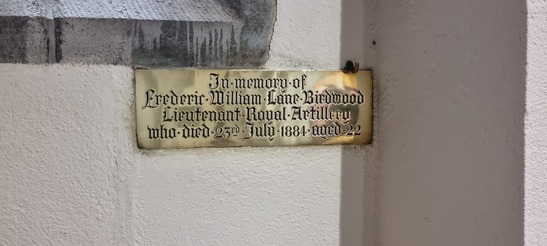 In·memory·of
Frederic·William·Lane·Birdwood
Lieutenant·Royal·Artillery
who·died·23rd·July·1884·aged·22